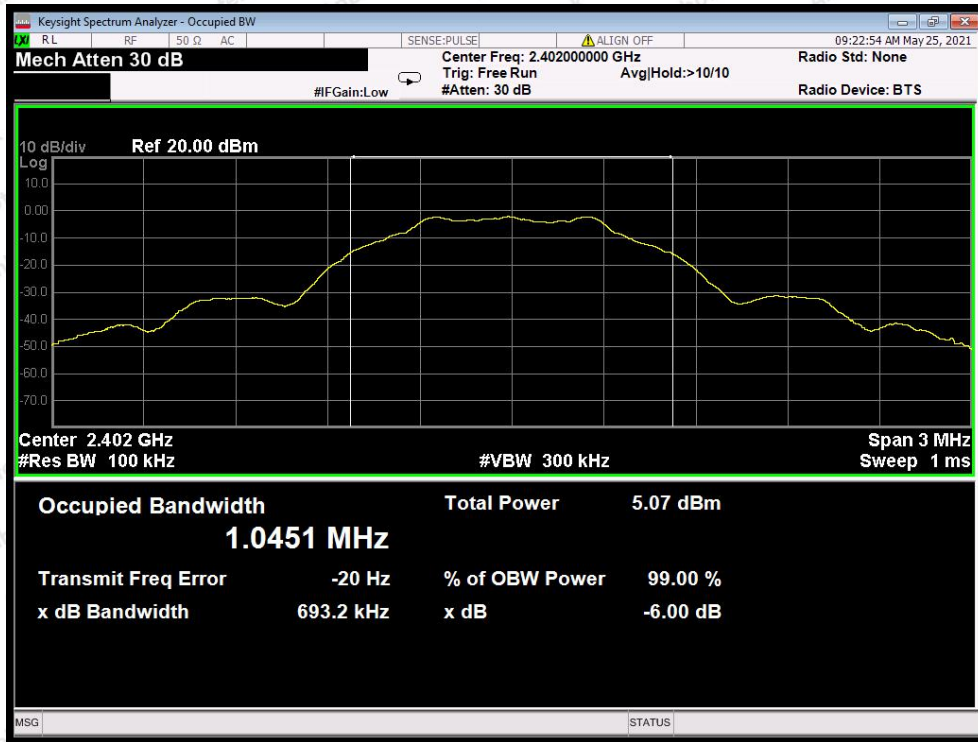 Keysight Spectrum Analyzer - Occupied BW
LXI RL RF 50 Ω AC SENSE:PULSE ALIGN OFF 09:22:54 AM May 25, 2021
Mech Atten 30 dB
Center Freq: 2.402000000 GHz Radio Std: None
Trig: Free Run Avg|Hold:>10/10
#IFGain:Low #Atten: 30 dB Radio Device: BTS
10 dB/div Ref 20.00 dBm
Log
10.0
0.00
-10.0
-20.0
-30.0
-40.0
-50.0
-60.0
-70.0
Center 2.402 GHz Span 3 MHz
#Res BW 100 kHz #VBW 300 kHz Sweep 1 ms
Occupied Bandwidth Total Power 5.07 dBm
1.0451 MHz
Transmit Freq Error -20 Hz % of OBW Power 99.00 %
x dB Bandwidth 693.2 kHz x dB -6.00 dB
MSG STATUS